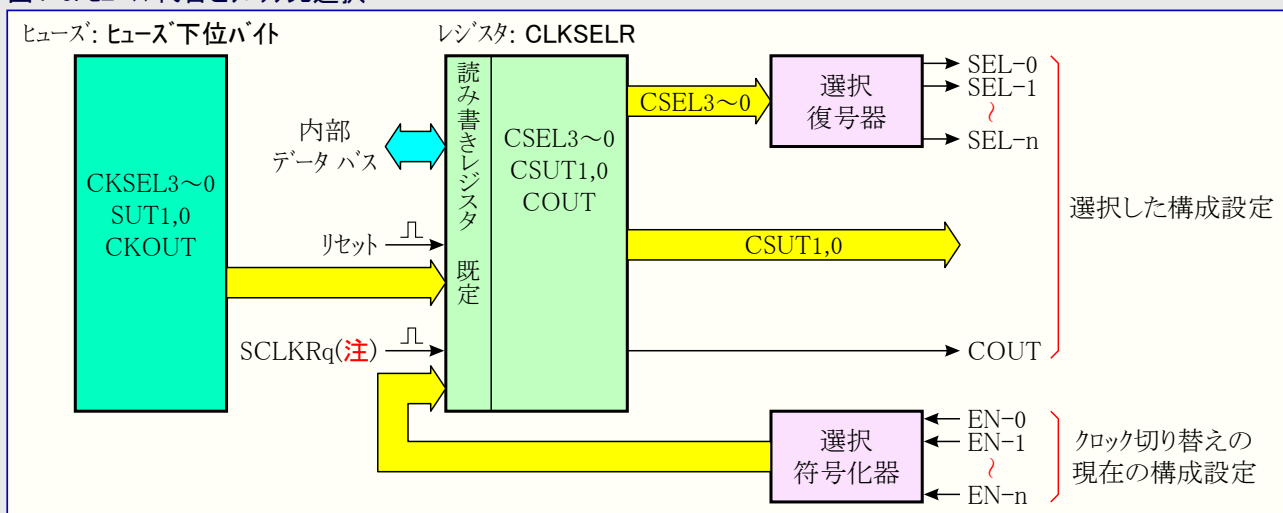 ヒューズ: ヒューズ下位バイト
レジスタ: CLKSELR
CKSEL3～0
SUT1,0
CKOUT
内部
データ バス
リセット
SCLKRq(注)
読み書きレジスタ
既定
CSEL3～0
CSUT1,0
COUT
CSEL3～0
選択
復号器
SEL-0
SEL-1
～
SEL-n
CSUT1,0
COUT
選択した構成設定
選択
符号化器
EN-0
EN-1
～
EN-n
クロック切り替えの
現在の構成設定